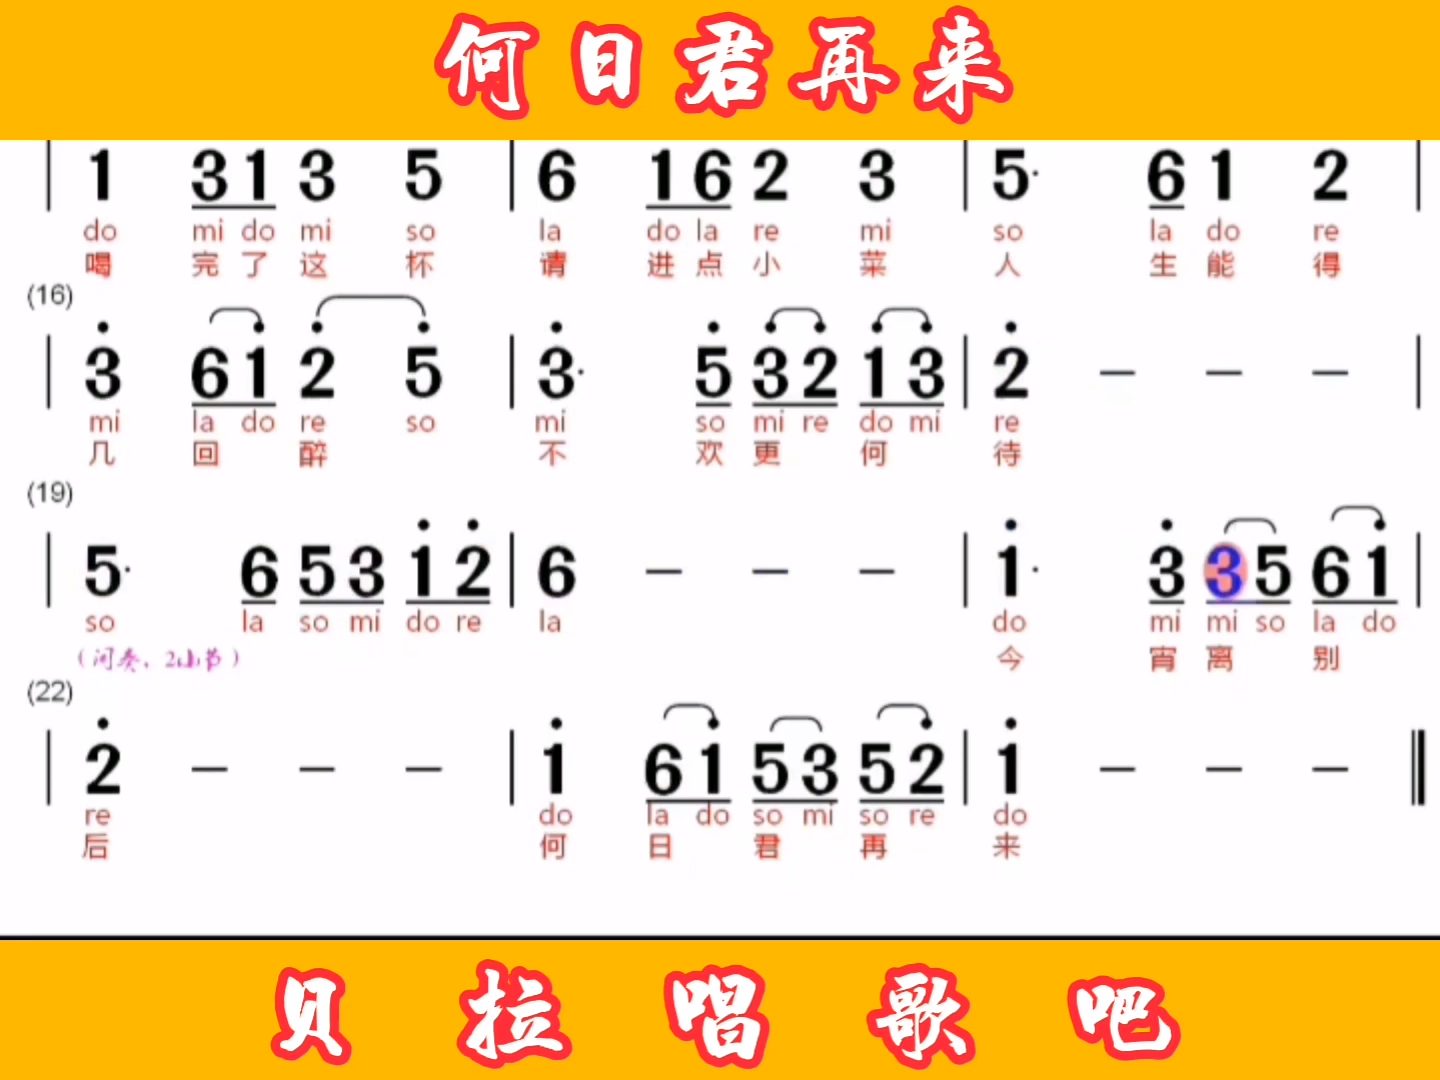 何日君再来
1 31 3 5 6 16 2 3 5· 6 1 2
do mi do mi so la do la re mi so la do re
喝 完 了 这 杯 请 进 点 小 菜 人 生 能 得
(16)
3 61 2 5 3· 5 32 13 2 — — —
mi la do re so mi so mi re do mi re
几 回 醉 不 欢 更 何 待
(19)
5· 6 53 12 6 — — — 1· 3 35 61
so la so mi do re la do mi mi so la do
（间奏，2小节） 今 宵 离 别
(22)
2 — — — 1 61 53 52 1 — — —
re do la do so mi so re do
后 何 日 君 再 来
贝拉唱歌吧